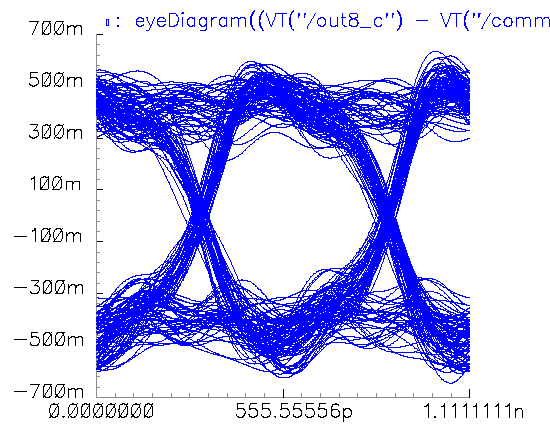 : eyeDiagram((VT("/out8_c") - VT("/comm
700m
500m
300m
100m
-100m
-300m
-500m
-700m
0.0000000 555.55556p 1.1111111n